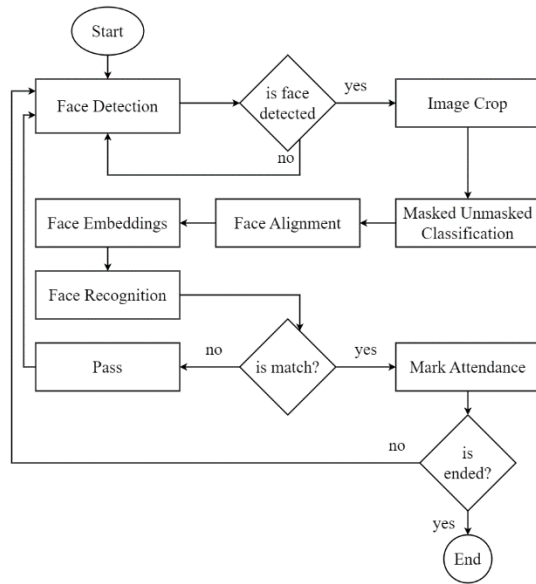 Start
Face Detection
is face
detected
yes
no
Image Crop
Masked Unmasked
Classification
Face Alignment
Face Embeddings
Face Recognition
is match?
no
Pass
yes
Mark Attendance
is
ended?
no
yes
End